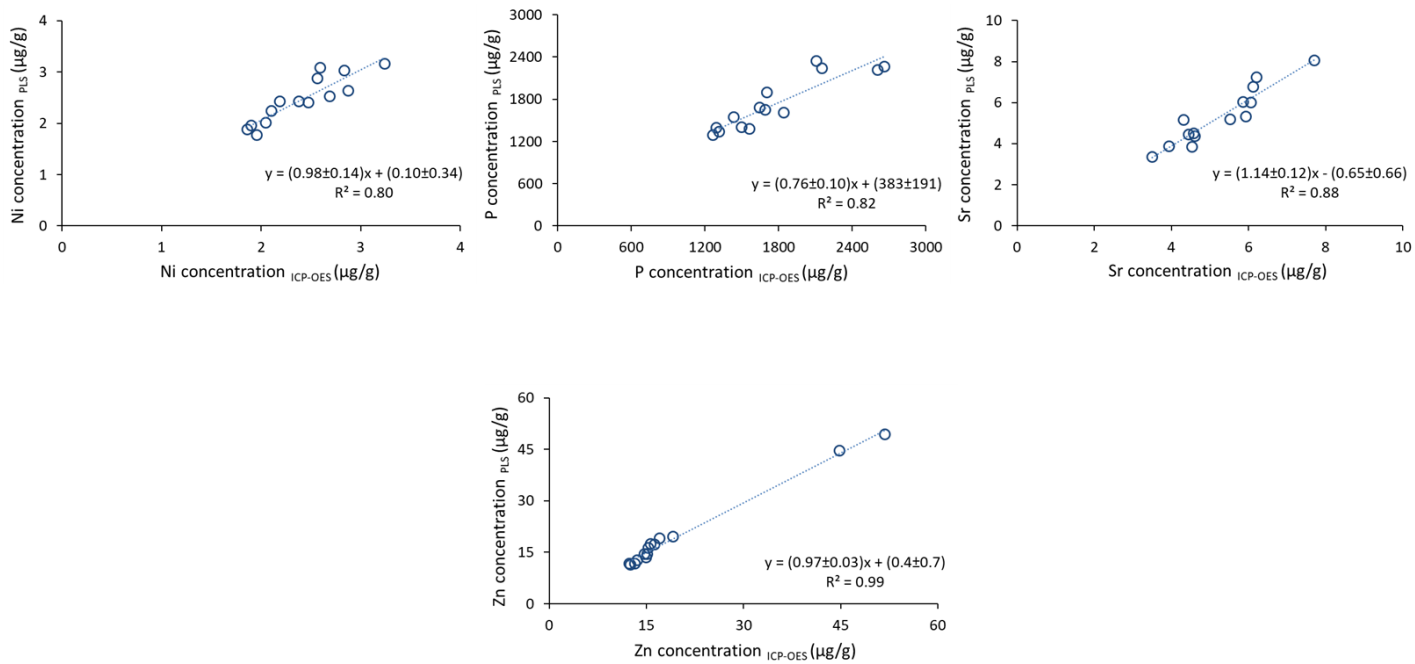 Ni concentration PLS (µg/g)
4
3
2
1
0
0 1 2 3 4
y = (0.98±0.14)x + (0.10±0.34)
R² = 0.80
Ni concentration ICP-OES (µg/g)
P concentration PLS (µg/g)
3000
2400
1800
1200
600
0
0 600 1200 1800 2400 3000
y = (0.76±0.10)x + (383±191)
R² = 0.82
P concentration ICP-OES (µg/g)
Sr concentration PLS (µg/g)
10
8
6
4
2
0
0 2 4 6 8 10
y = (1.14±0.12)x - (0.65±0.66)
R² = 0.88
Sr concentration ICP-OES (µg/g)
Zn concentration PLS (µg/g)
60
45
30
15
0
0 15 30 45 60
y = (0.97±0.03)x + (0.4±0.7)
R² = 0.99
Zn concentration ICP-OES (µg/g)